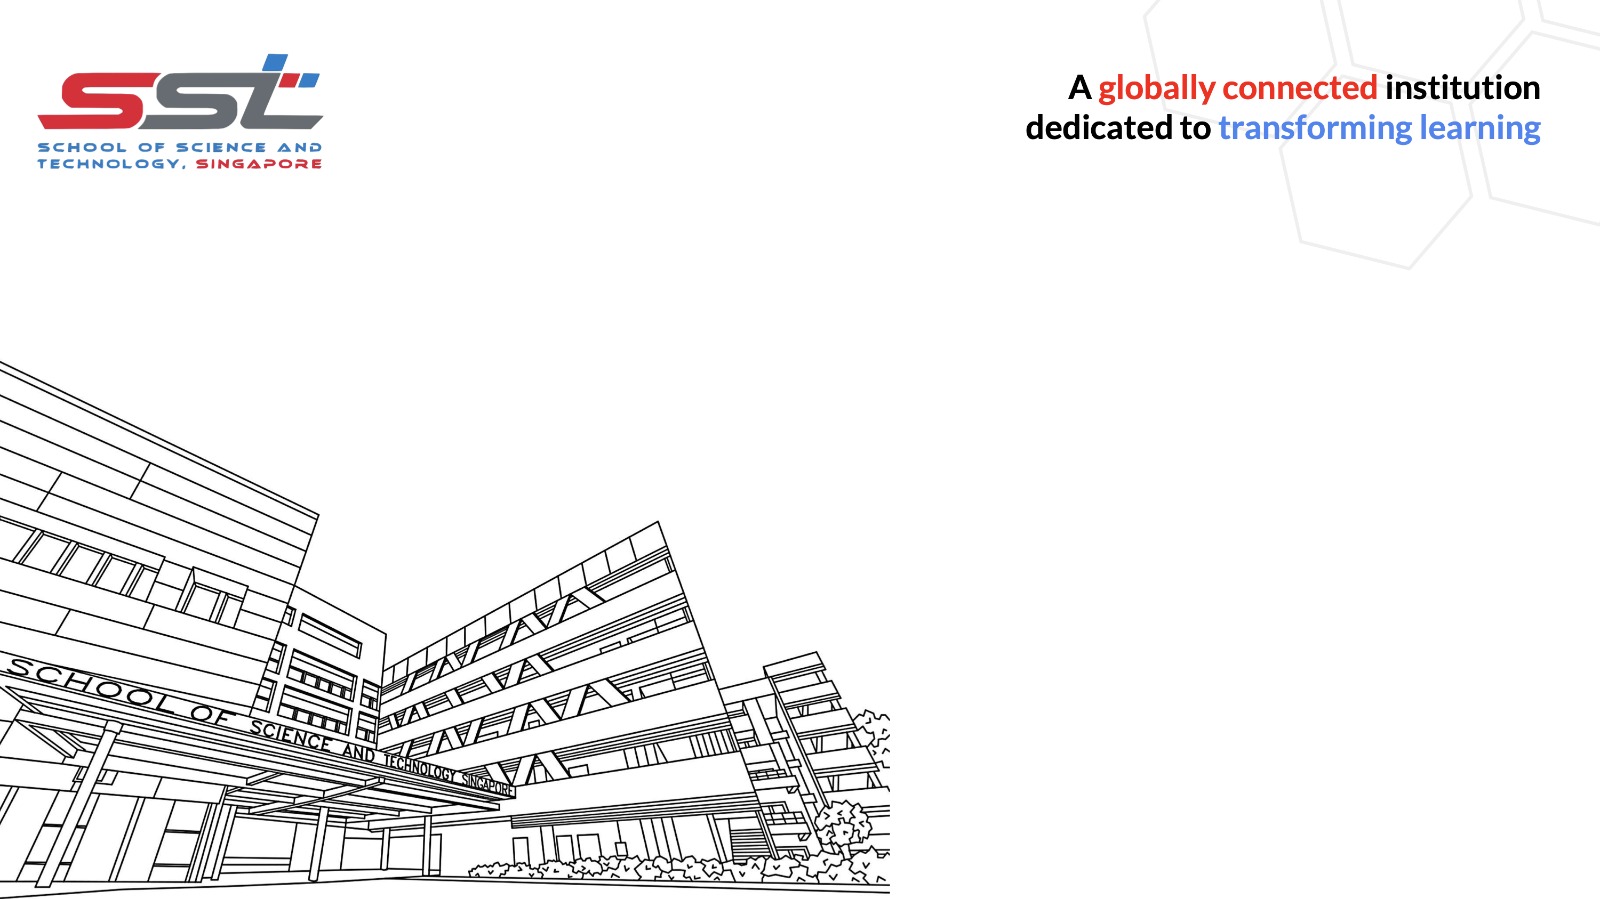 SST
SCHOOL OF SCIENCE AND
TECHNOLOGY, SINGAPORE
A globally connected institution
dedicated to transforming learning
SCHOOL OF SCIENCE AND TECHNOLOGY SINGAPORE